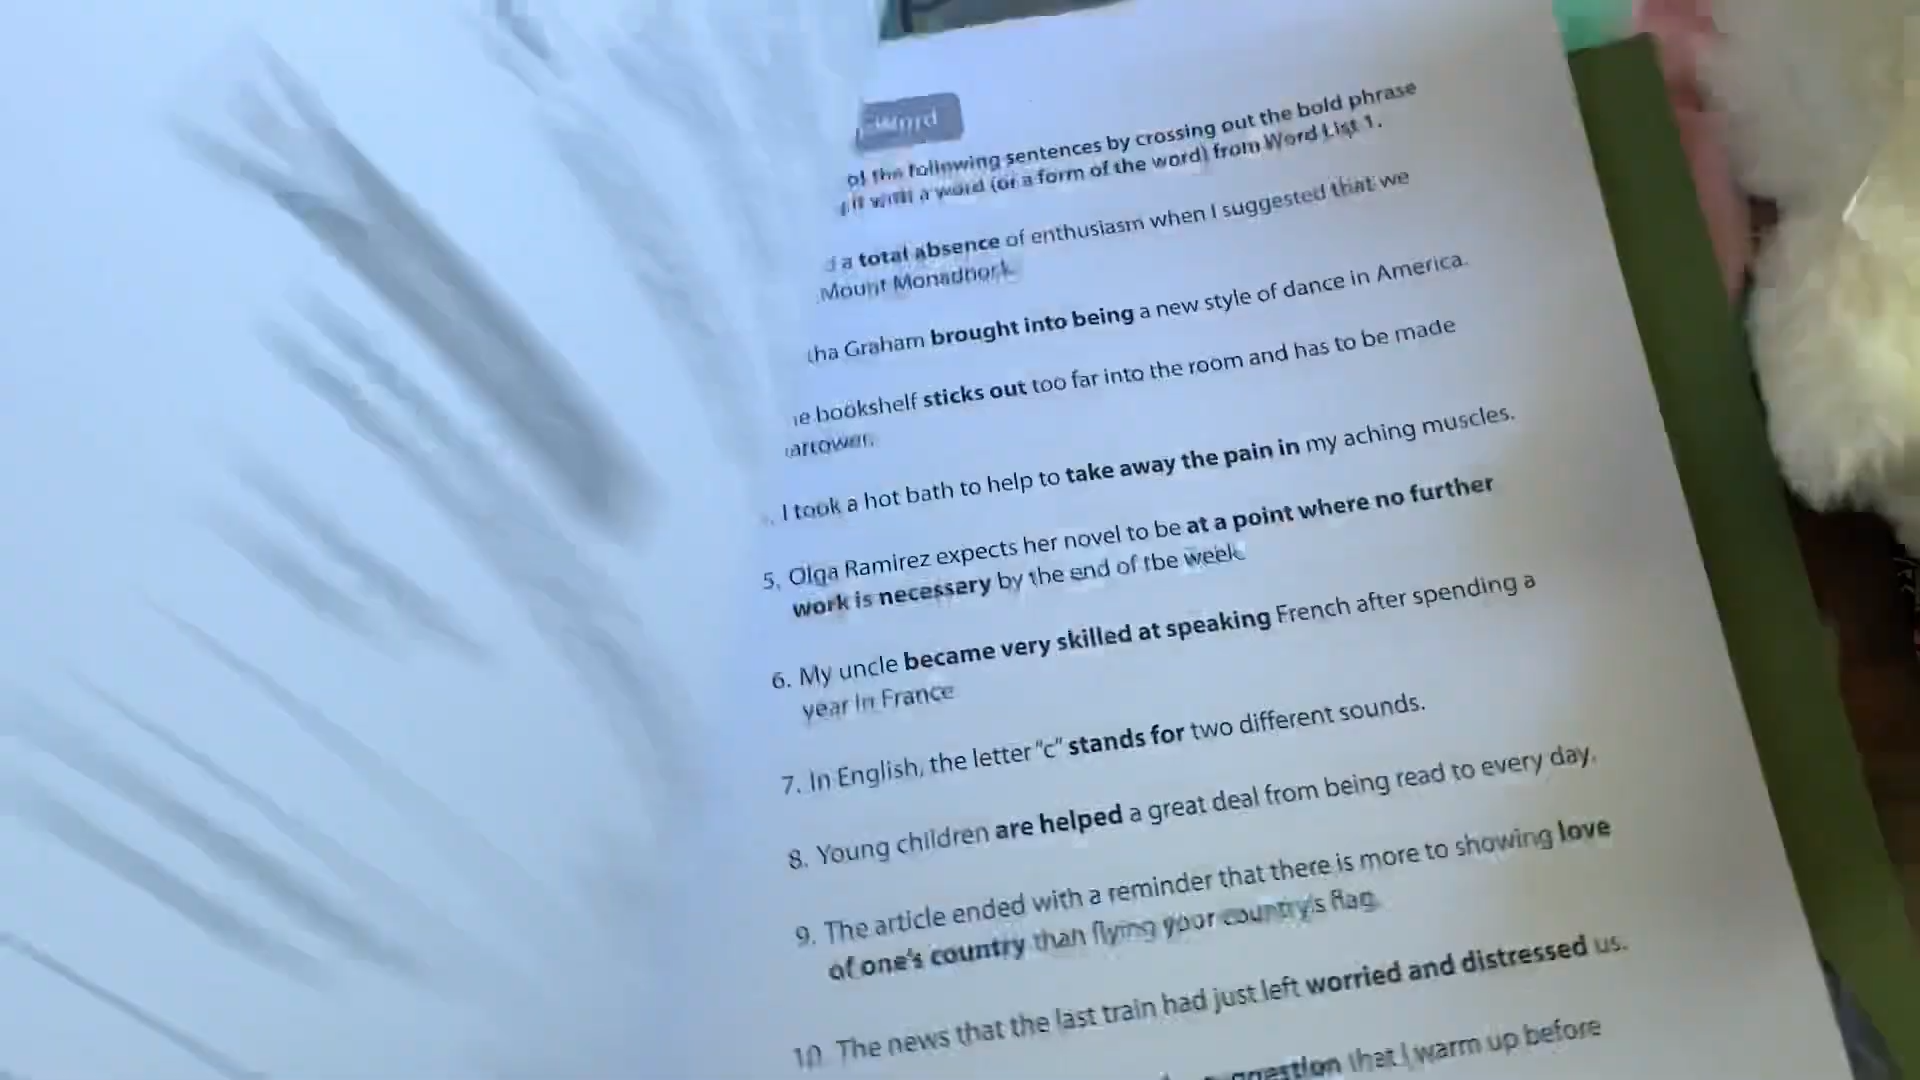 Word
of the following sentences by crossing out the bold phrase
it with a word (or a form of the word) from Word List 1.
a total absence of enthusiasm when I suggested that we
Mount Monadnock.
tha Graham brought into being a new style of dance in America.
e bookshelf sticks out too far into the room and has to be made
arrower.
I took a hot bath to help to take away the pain in my aching muscles.
5. Olga Ramirez expects her novel to be at a point where no further
work is necessary by the end of the week.
6. My uncle became very skilled at speaking French after spending a
year in France
7. In English, the letter "c" stands for two different sounds.
8. Young children are helped a great deal from being read to every day.
9. The article ended with a reminder that there is more to showing love
of one's country than flying your country's flag.
10. The news that the last train had just left worried and distressed us.
that I warm up before